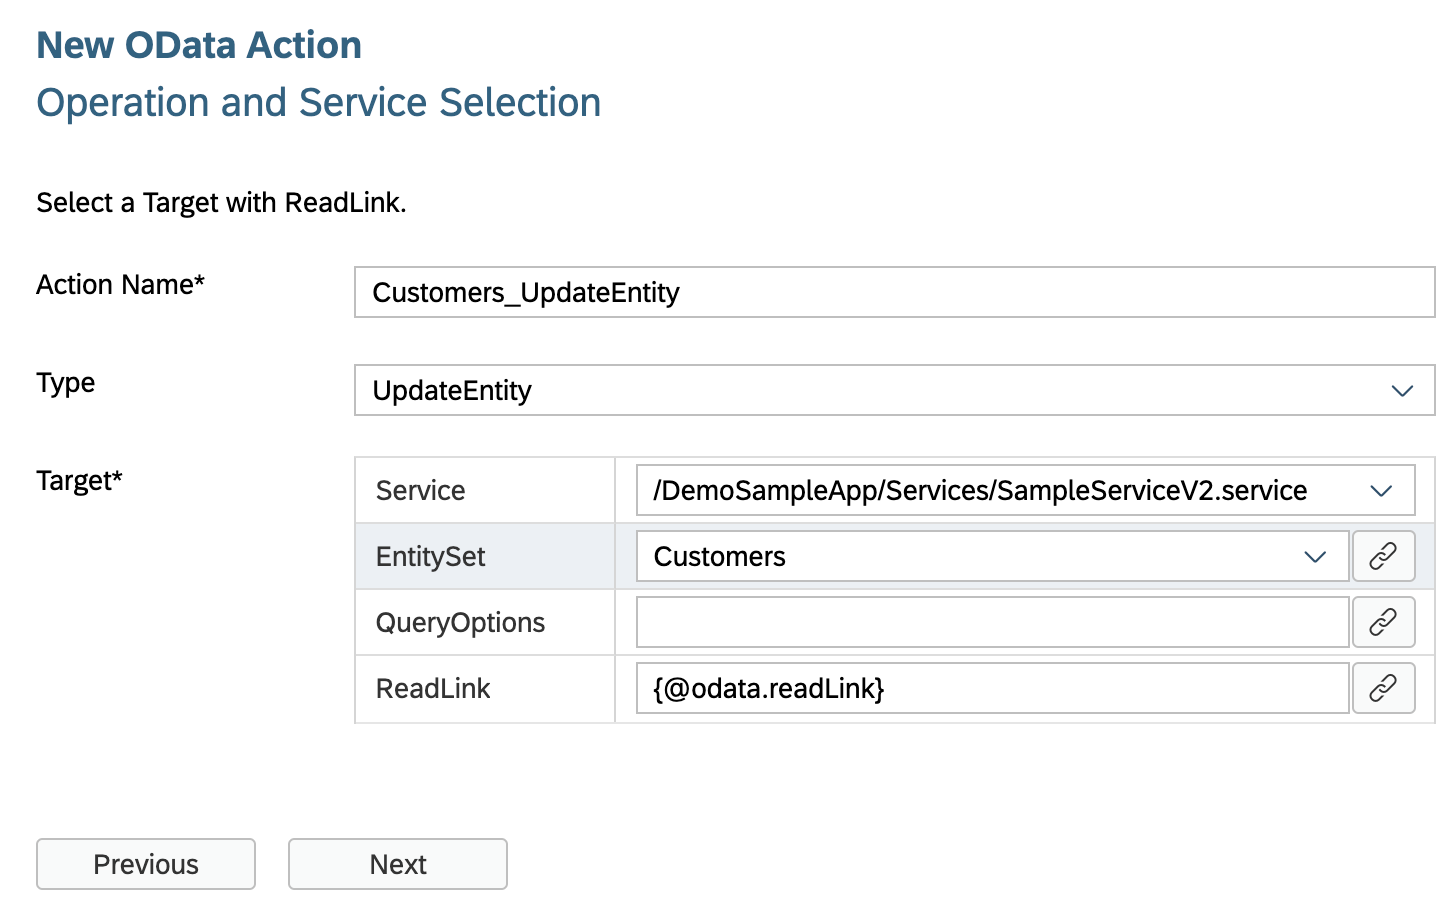 New OData Action
Operation and Service Selection
Select a Target with ReadLink.
Action Name*
Customers_UpdateEntity
Type
UpdateEntity
Target*
Service
/DemoSampleApp/Services/SampleServiceV2.service
EntitySet
Customers
QueryOptions
ReadLink
{@odata.readLink}
Previous
Next